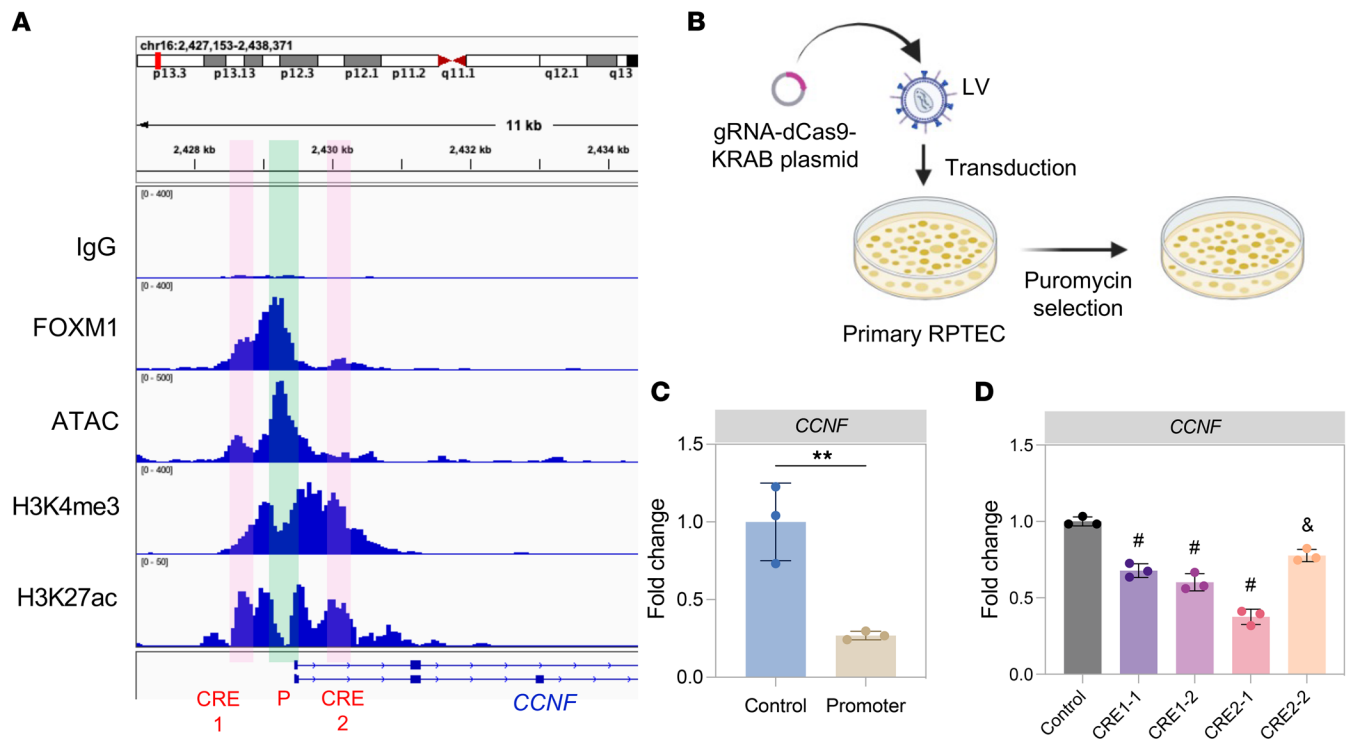 A
chr16:2,427,153-2,438,371
p13.3 p13.13 p12.3 p12.1 p11.2 q11.1 q12.1 q13
11 kb
2,428 kb 2,430 kb 2,432 kb 2,434 kb
[0 - 400]
IgG
[0 - 400]
FOXM1
[0 - 500]
ATAC
[0 - 400]
H3K4me3
[0 - 50]
H3K27ac
CRE 1
P
CRE 2
CCNF
B
gRNA-dCas9-
KRAB plasmid
LV
Transduction
Primary RPTEC
Puromycin
selection
C
CCNF
Fold change
1.5
1.0
0.5
0.0
**
Control Promoter
D
CCNF
Fold change
1.5
1.0
0.5
0.0
# # # &
Control CRE1-1 CRE1-2 CRE2-1 CRE2-2